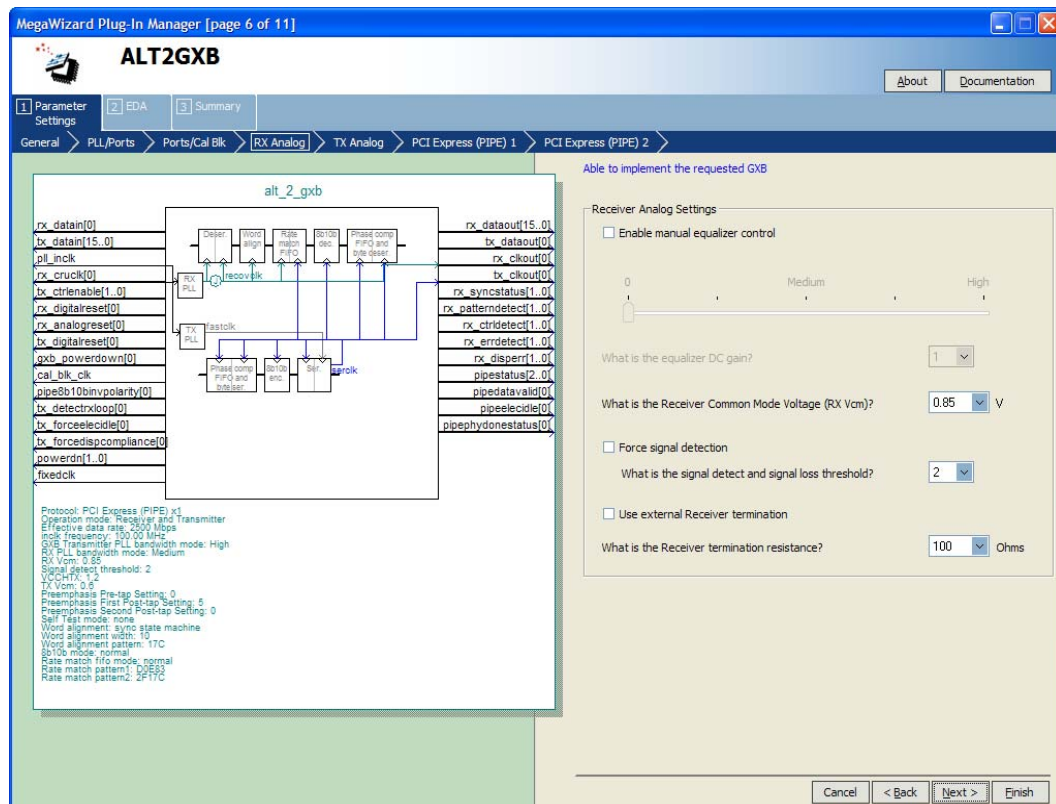 MegaWizard Plug-In Manager [page 6 of 11]
ALT2GXB
About
Documentation
1 Parameter Settings
2 EDA
3 Summary
General
PLL/Ports
Ports/Cal Blk
RX Analog
TX Analog
PCI Express (PIPE) 1
PCI Express (PIPE) 2
alt_2_gxb
rx_datain[0]
tx_datain[15..0]
pll_inclk
rx_cruclk[0]
tx_ctrlenable[1..0]
rx_digitalreset[0]
rx_analogreset[0]
tx_digitalreset[0]
gxb_powerdown[0]
cal_blk_clk
pipe8b10binvpolarity[0]
tx_detectrxloop[0]
tx_forceelecidle[0]
tx_forcedispcompliance[0]
powerdn[1..0]
fixedclk
Deser.
Word
align
Rate
match
FIFO
8b10b
dec.
Phase comp
FIFO and
byte deser.
RX
PLL
2
recovclk
TX
PLL
fastclk
Phase comp
FIFO and
byteser.
8b10b
enc.
Ser.
serclk
rx_dataout[15..0]
tx_dataout[0]
rx_clkout[0]
tx_clkout[0]
rx_syncstatus[1..0]
rx_patterndetect[1..0]
rx_ctrldetect[1..0]
rx_errdetect[1..0]
rx_disperr[1..0]
pipestatus[2..0]
pipedatavalid[0]
pipeelecidle[0]
pipephydonestatus[0]
Protocol: PCI Express (PIPE) x1
Operation mode: Receiver and Transmitter
Effective data rate: 2500 Mbps
inclk frequency: 100.00 MHz
GXB Transmitter PLL bandwidth mode: High
RX PLL bandwidth mode: Medium
RX Vcm: 0.85
Signal detect threshold: 2
VCCHTX: 1.2
TX Vcm: 0.6
Preemphasis Pre-tap Setting: 0
Preemphasis First Post-tap Setting: 5
Preemphasis Second Post-tap Setting: 0
Self Test mode: none
Word alignment: sync state machine
Word alignment width: 10
Word alignment pattern: 17C
8b10b mode: normal
Rate match fifo mode: normal
Rate match pattern1: D0E83
Rate match pattern2: 2F17C
Able to implement the requested GXB
Receiver Analog Settings
Enable manual equalizer control
0 Medium High
What is the equalizer DC gain? 1
What is the Receiver Common Mode Voltage (RX Vcm)? 0.85 V
Force signal detection
What is the signal detect and signal loss threshold? 2
Use external Receiver termination
What is the Receiver termination resistance? 100 Ohms
Cancel
< Back
Next >
Finish